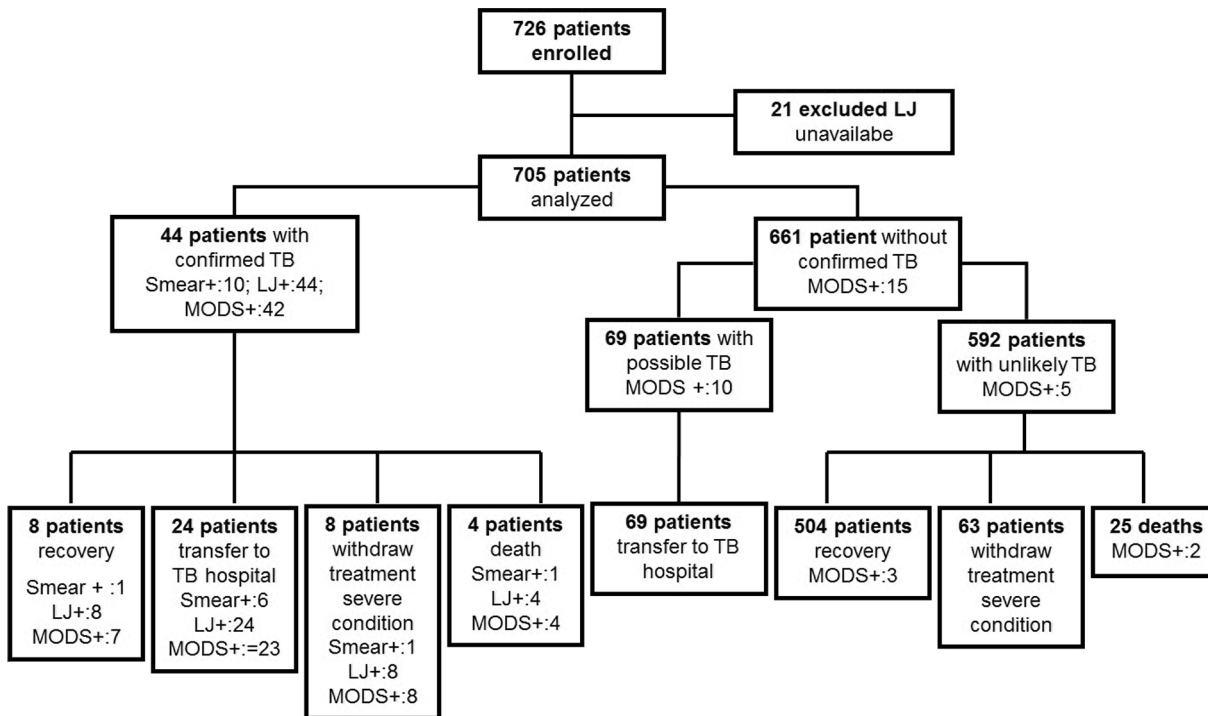 726 patients
enrolled
21 excluded LJ
unavailabe
705 patients
analyzed
44 patients with
confirmed TB
Smear+:10; LJ+:44;
MODS+:42
661 patient without
confirmed TB
MODS+:15
69 patients with
possible TB
MODS +:10
592 patients
with unlikely TB
MODS+:5
8 patients
recovery
Smear + :1
LJ+:8
MODS+:7
24 patients
transfer to
TB hospital
Smear+:6
LJ+:24
MODS+:=23
8 patients
withdraw
treatment
severe
condition
Smear+:1
LJ+:8
MODS+:8
4 patients
death
Smear+:1
LJ+:4
MODS+:4
69 patients
transfer to TB
hospital
504 patients
recovery
MODS+:3
63 patients
withdraw
treatment
severe
condition
25 deaths
MODS+:2